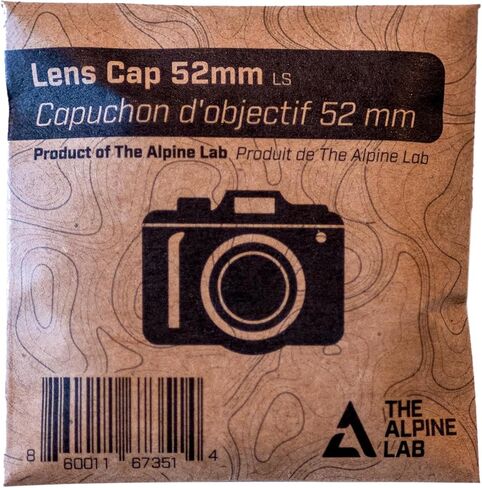 Lens Cap 52mm LS
Capuchon d'objectif 52 mm
Product of The Alpine Lab Produit de The Alpine Lab
8 60011 67351 4
THE
ALPINE
LAB